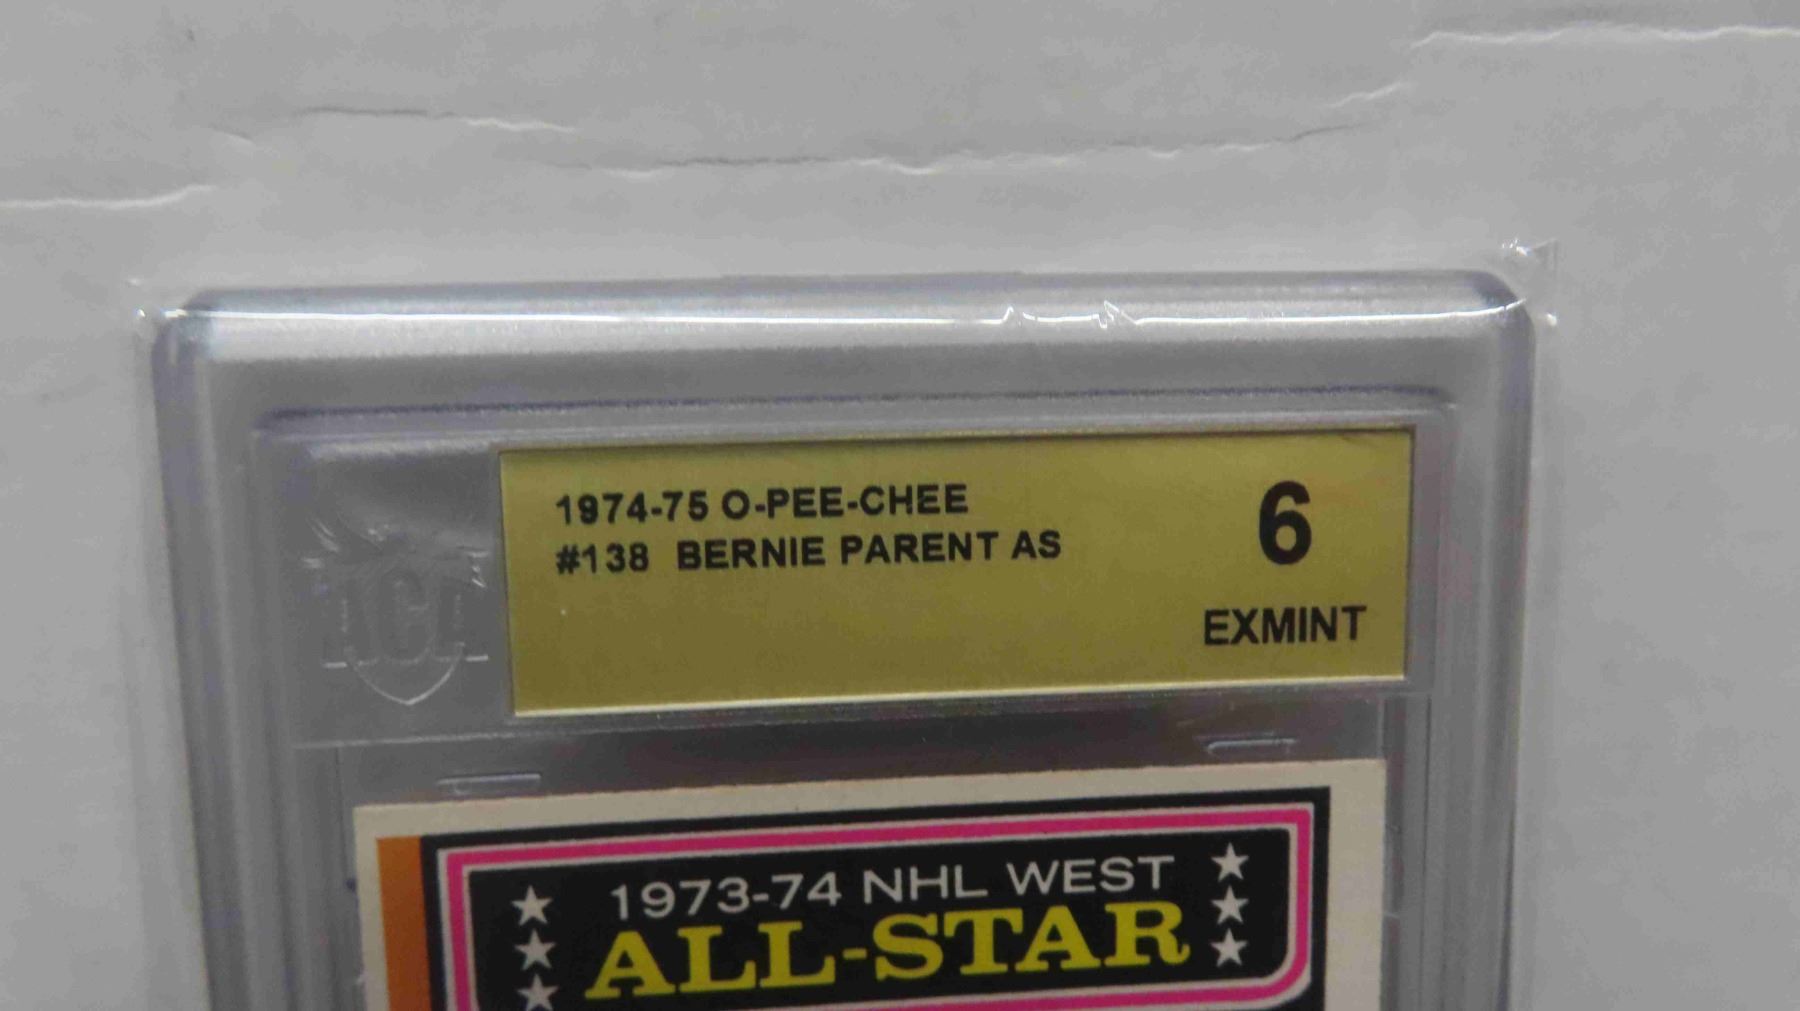 1974-75 O-PEE-CHEE
#138 BERNIE PARENT AS
6
EXMINT
1973-74 NHL WEST
ALL-STAR